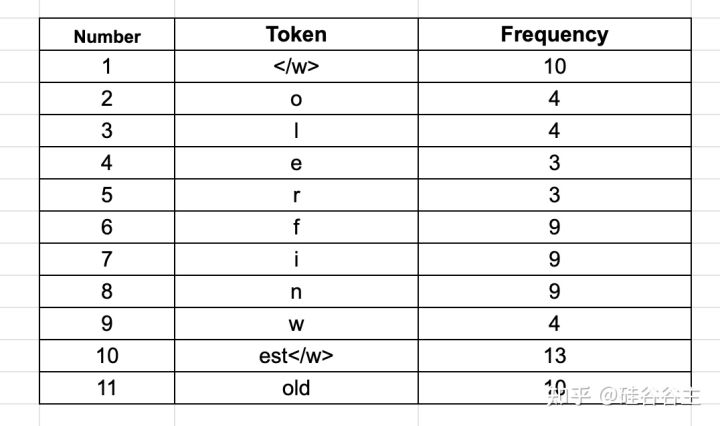 Number Token Frequency
1 </w> 10
2 o 4
3 l 4
4 e 3
5 r 3
6 f 9
7 i 9
8 n 9
9 w 4
10 est</w> 13
11 old 10
知乎 @硅谷谷主